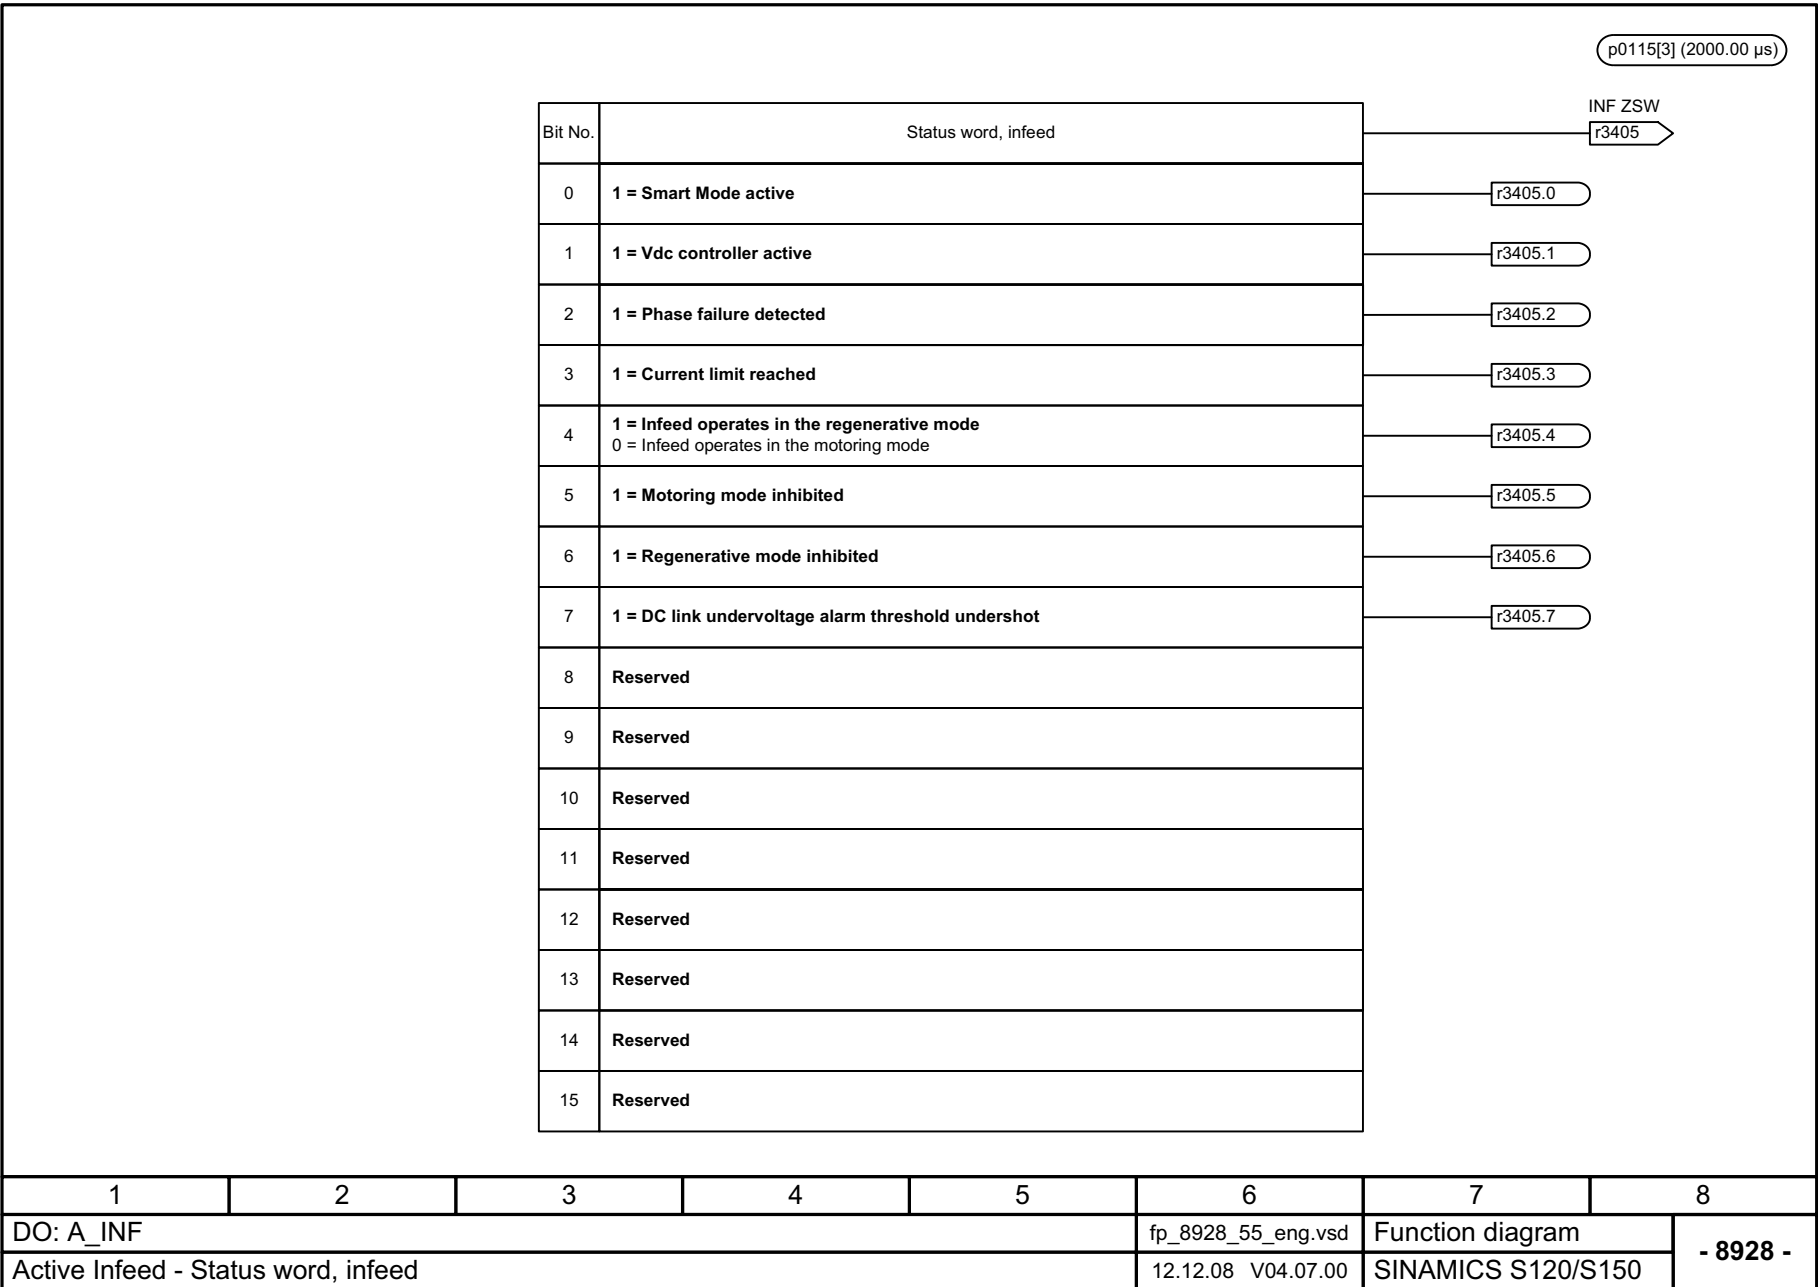 p0115[3] (2000.00 µs)
INF ZSW
Bit No. Status word, infeed r3405
0 1 = Smart Mode active r3405.0
1 1 = Vdc controller active r3405.1
2 1 = Phase failure detected r3405.2
3 1 = Current limit reached r3405.3
4 1 = Infeed operates in the regenerative mode
0 = Infeed operates in the motoring mode r3405.4
5 1 = Motoring mode inhibited r3405.5
6 1 = Regenerative mode inhibited r3405.6
7 1 = DC link undervoltage alarm threshold undershot r3405.7
8 Reserved
9 Reserved
10 Reserved
11 Reserved
12 Reserved
13 Reserved
14 Reserved
15 Reserved
1 2 3 4 5 6 7 8
DO: A_INF fp_8928_55_eng.vsd Function diagram
- 8928 -
Active Infeed - Status word, infeed 12.12.08 V04.07.00 SINAMICS S120/S150